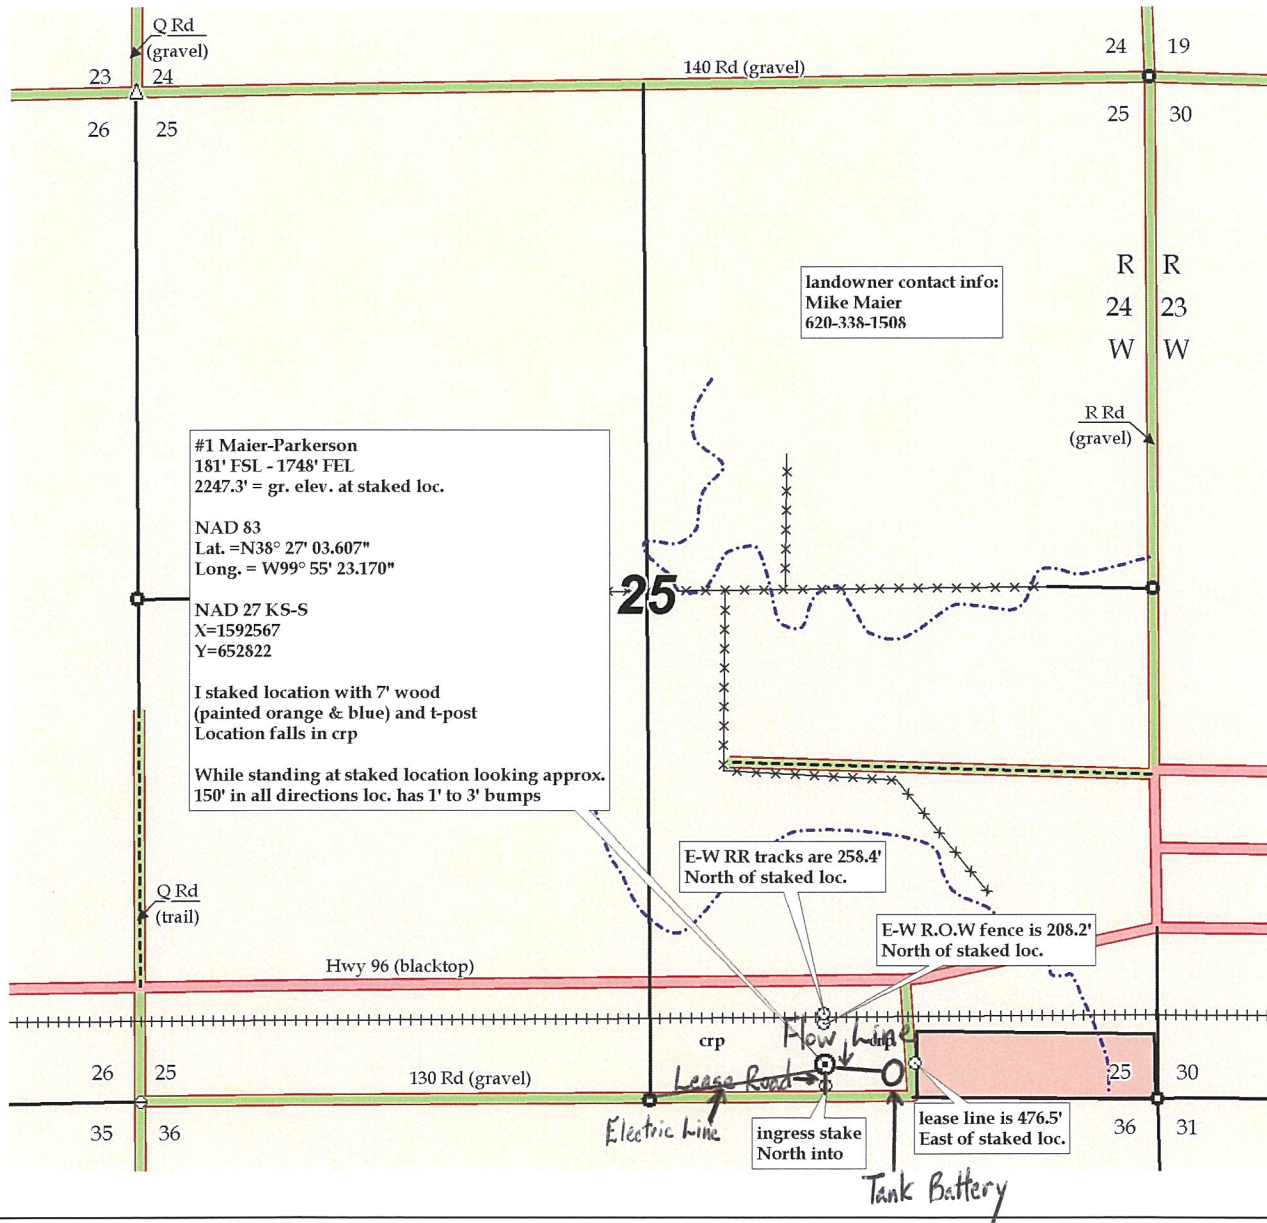 Q Rd
(gravel)
140 Rd (gravel)
24 19
23 24
26 25
25 30
R R
24 23
W W
landowner contact info:
Mike Maier
620-338-1508
R Rd
(gravel)
#1 Maier-Parkerson
181' FSL - 1748' FEL
2247.3' = gr. elev. at staked loc.
NAD 83
Lat. =N38° 27' 03.607"
Long. = W99° 55' 23.170"
NAD 27 KS-S
X=1592567
Y=652822
I staked location with 7' wood
(painted orange & blue) and t-post
Location falls in crp
While standing at staked location looking approx.
150' in all directions loc. has 1' to 3' bumps
25
E-W RR tracks are 258.4'
North of staked loc.
Q Rd
(trail)
E-W R.O.W fence is 208.2'
North of staked loc.
Hwy 96 (blacktop)
Flow Line
crp
crp
26 25
130 Rd (gravel)
Lease Road
25 30
35 36
Electric Line
ingress stake
North into
lease line is 476.5'
East of staked loc.
36 31
Tank Battery